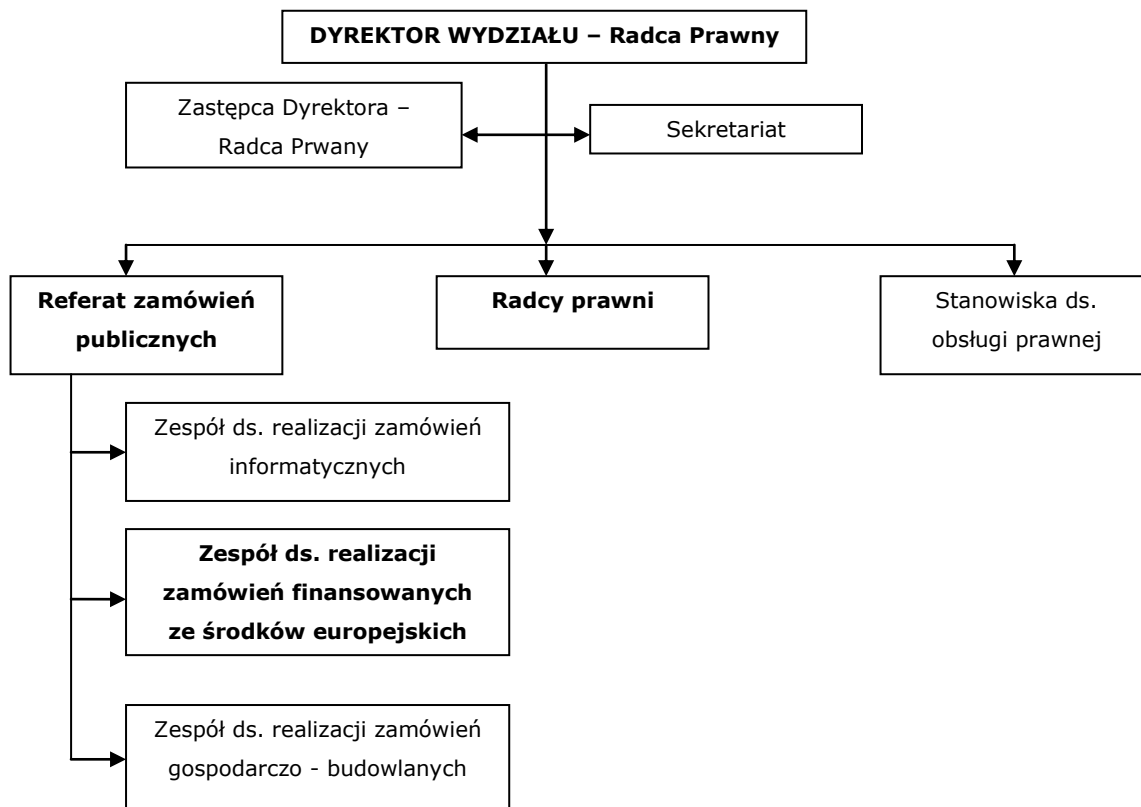 DYREKTOR WYDZIAŁU – Radca Prawny
Zastępca Dyrektora –
Radca Prwany
Sekretariat
Referat zamówień
publicznych
Radcy prawni
Stanowiska ds.
obsługi prawnej
Zespół ds. realizacji zamówień
informatycznych
Zespół ds. realizacji
zamówień finansowanych
ze środków europejskich
Zespół ds. realizacji zamówień
gospodarczo - budowlanych